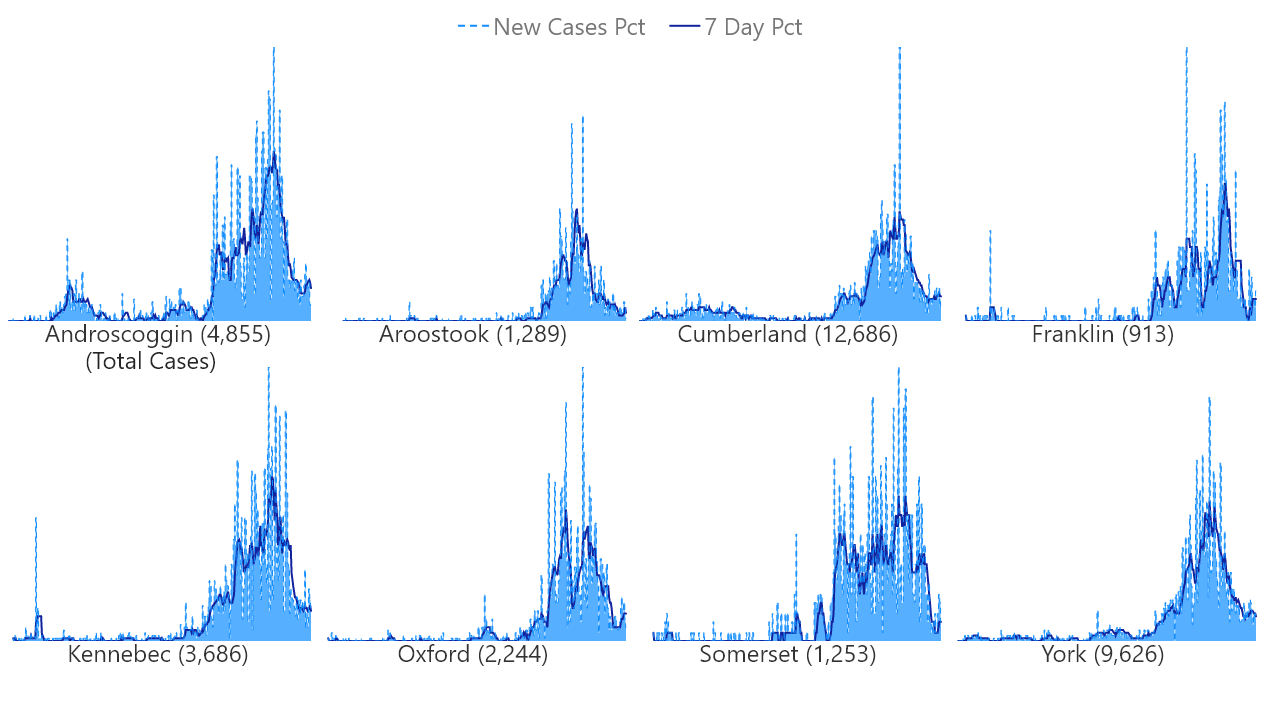 New Cases Pct 7 Day Pct
Androscoggin (4,855) Aroostook (1,289) Cumberland (12,686) Franklin (913)
(Total Cases)
Kennebec (3,686) Oxford (2,244) Somerset (1,253) York (9,626)